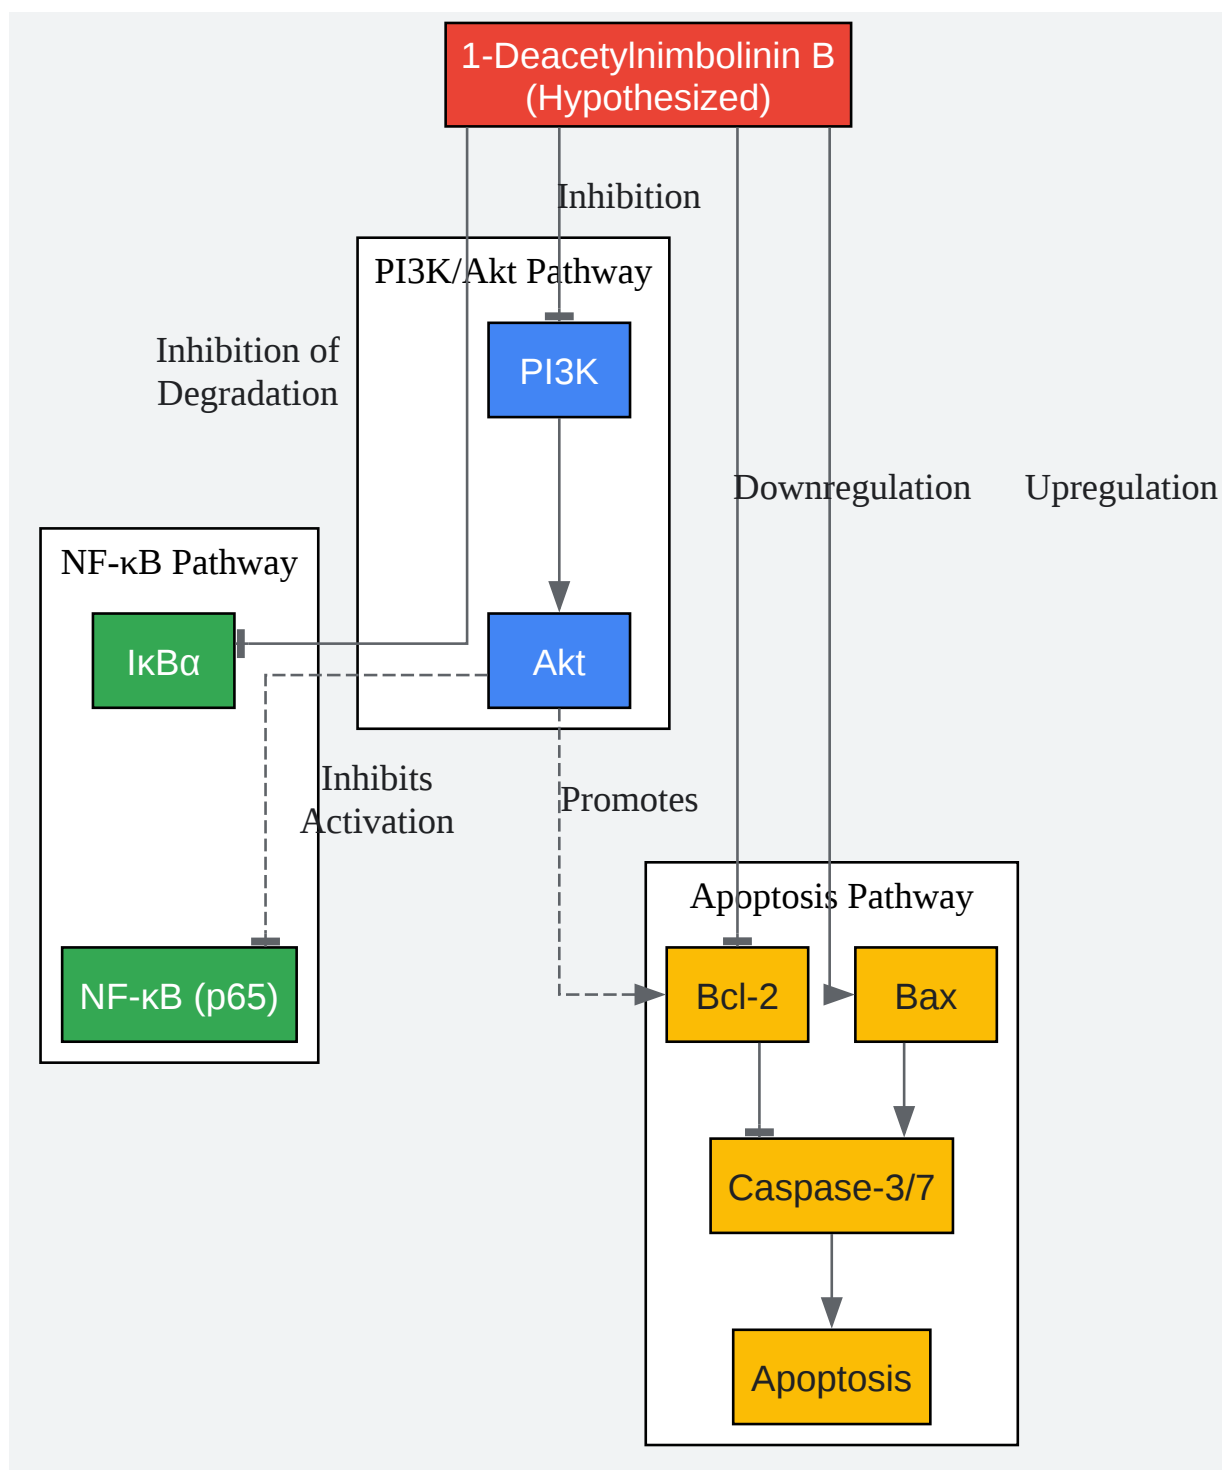 1-Deacetylnimbolinin B
(Hypothesized)
Inhibition
PI3K/Akt Pathway
Inhibition of
Degradation
PI3K
Downregulation
Upregulation
NF-κB Pathway
IκBα
Akt
Inhibits
Activation
Promotes
Apoptosis Pathway
NF-κB (p65)
Bcl-2
Bax
Caspase-3/7
Apoptosis